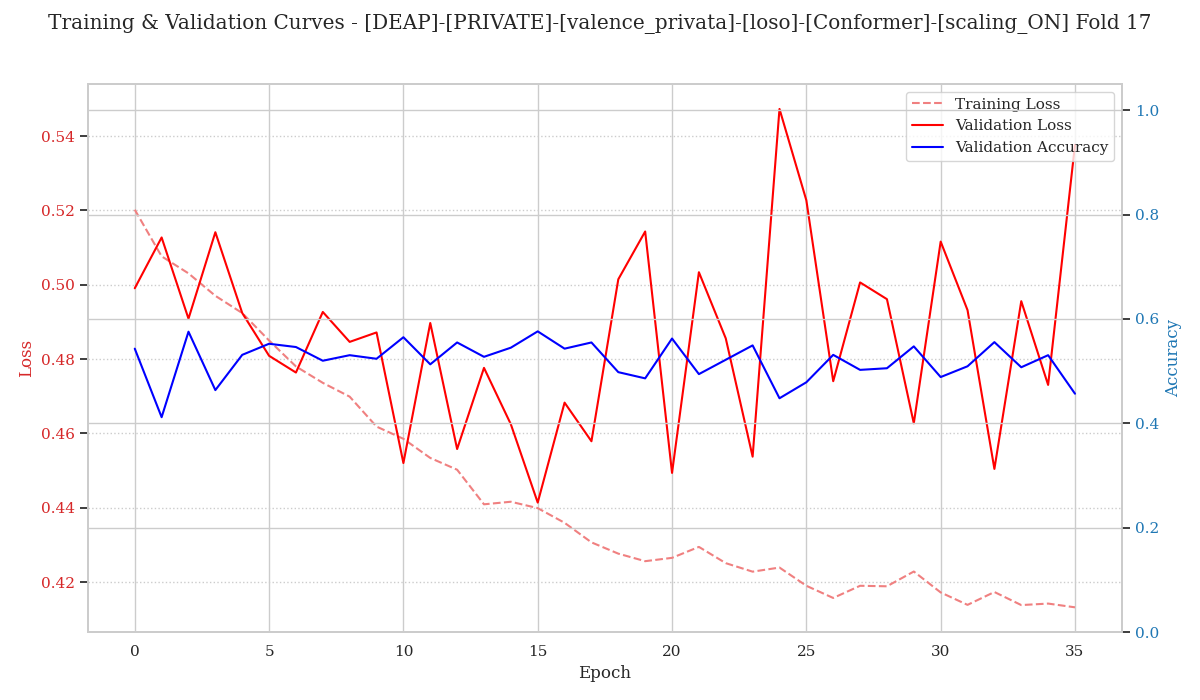 Training & Validation Curves - [DEAP]-[PRIVATE]-[valence_privata]-[loso]-[Conformer]-[scaling_ON] Fold 17
Training Loss
Validation Loss
Validation Accuracy
Loss
0.54
0.52
0.50
0.48
0.46
0.44
0.42
1.0
0.8
0.6
0.4
0.2
0.0
Accuracy
0 5 10 15 20 25 30 35
Epoch